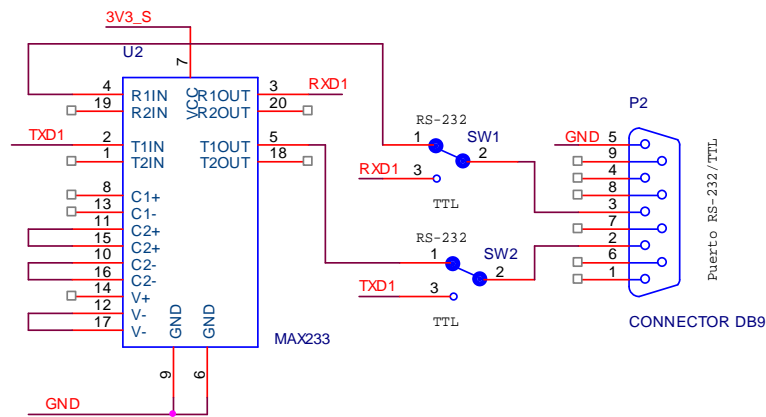 3V3_S
U2
7
VCC
4 R1IN R1OUT 3 RXD1
19 R2IN R2OUT 20
TXD1 2 T1IN T1OUT 5
1 T2IN T2OUT 18
8 C1+
13 C1-
11 C2+
15 C2+
10 C2-
16 C2-
14 V+
12 V-
17 V-
GND GND
MAX233
9 6
GND
RS-232
1 SW1
2
RXD1 3
TTL
RS-232
1 SW2
2
TXD1 3
TTL
P2
GND 5
9
4
8
3
7
2
6
1
Puerto RS-232/TTL
CONNECTOR DB9